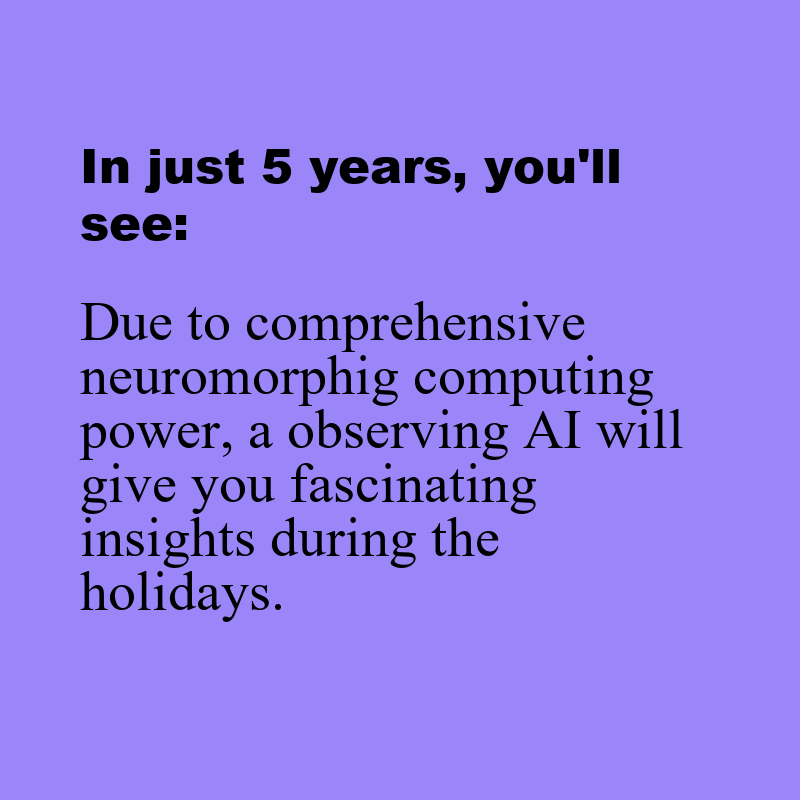 In just 5 years, you'll
see:
Due to comprehensive
neuromorphig computing
power, a observing AI will
give you fascinating
insights during the
holidays.